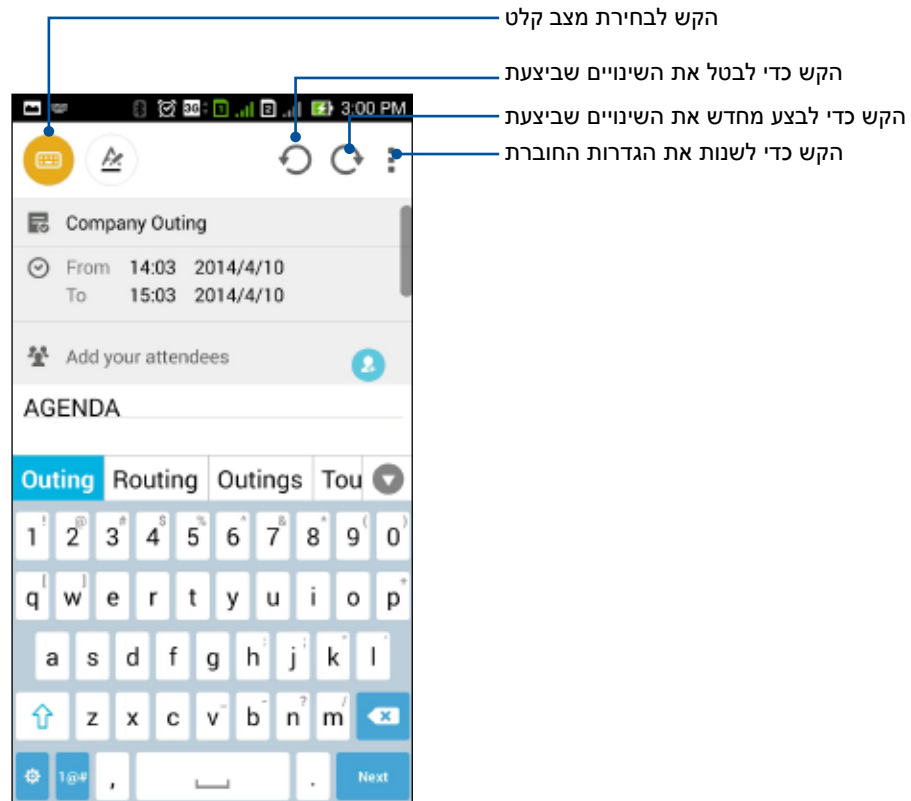 הקש לבחירת מצב קלט
הקש כדי לבטל את השינויים שביצעת
הקש כדי לבצע מחדש את השינויים שביצעת
הקש כדי לשנות את הגדרות החוברת
3G 1 2 3:00 PM
Company Outing
From 14:03 2014/4/10
To 15:03 2014/4/10
Add your attendees
AGENDA
Outing Routing Outings Tou
1 ! 2 @ 3 # 4 $ 5 % 6 ^ 7 & 8 * 9 ( 0 )
q [ w ] e r t y u i o p +
a s d f g h : j ; k " l '
z x c v - b - n ? m /
1@# , . Next